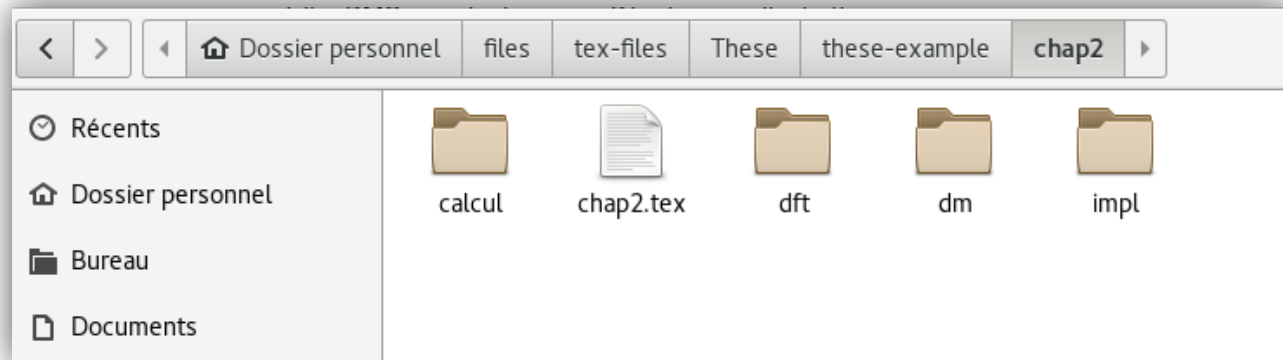 Dossier personnel files tex-files These these-example chap2
Récents
Dossier personnel
Bureau
Documents
calcul chap2.tex dft dm impl